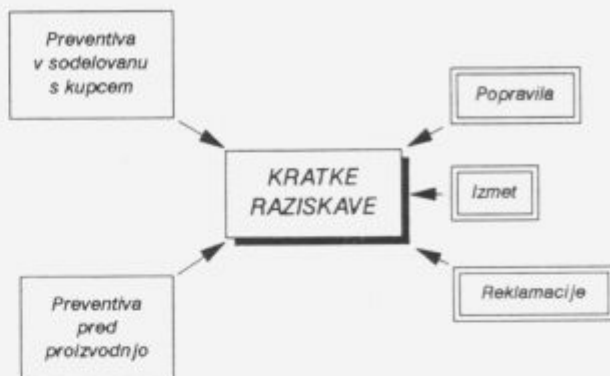 Preventiva
v sodelovanu
s kupcem
Popravila
KRATKE
RAZISKAVE
Izmet
Preventiva
pred
proizvodnjo
Reklamacije